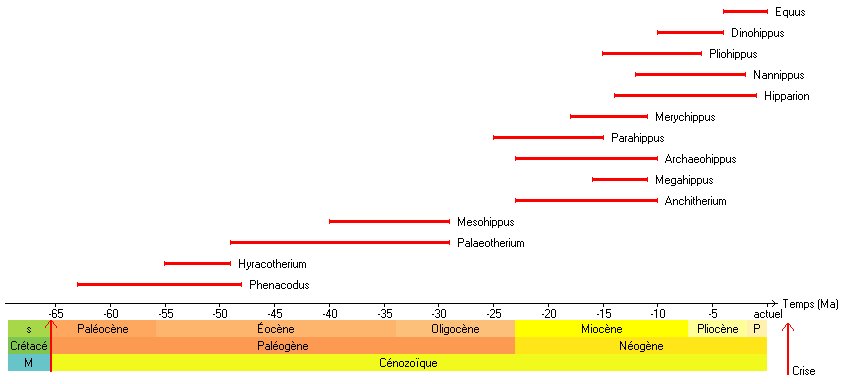 Equus
Dinohippus
Pliohippus
Nannippus
Hipparion
Merychippus
Parahippus
Archaeohippus
Megahippus
Anchitherium
Mesohippus
Palaeotherium
Hyracotherium
Phenacodus
-65 -60 -55 -50 -45 -40 -35 -30 -25 -20 -15 -10 -5 actuel Temps (Ma)
s Paléocène Éocène Oligocène Miocène Pliocène P
Crétacé Paléogène Néogène
M Cénozoïque
Crise